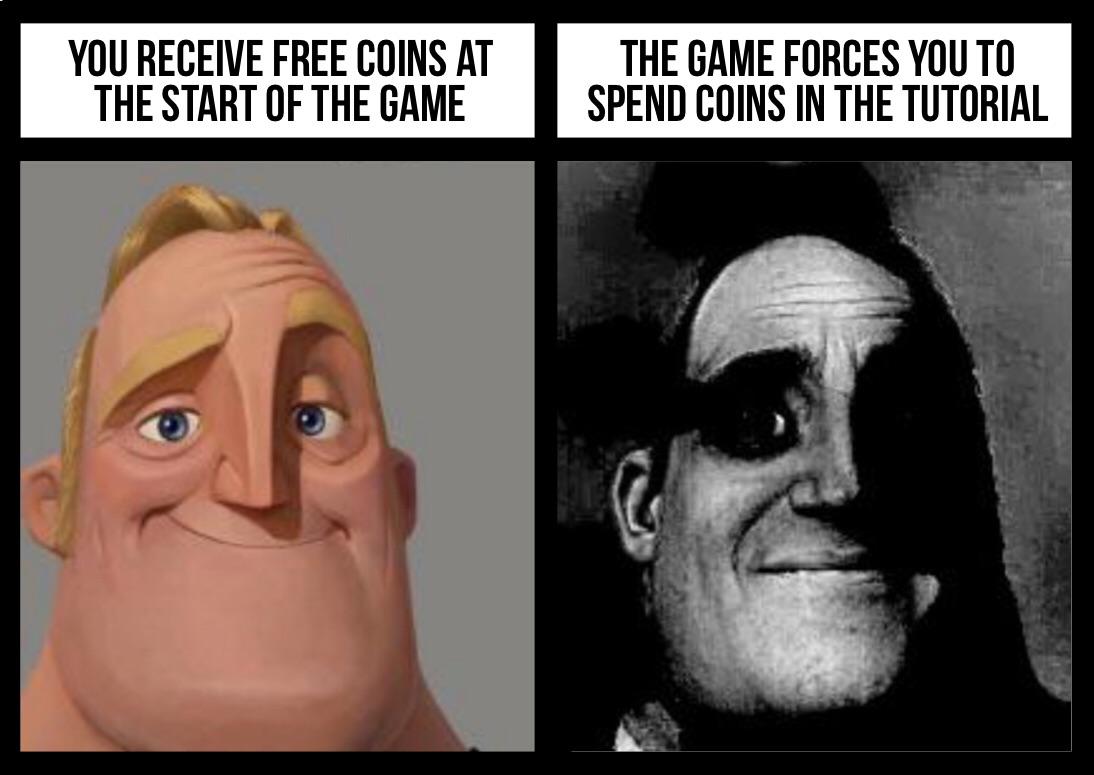 YOU RECEIVE FREE COINS AT
THE START OF THE GAME
THE GAME FORCES YOU TO
SPEND COINS IN THE TUTORIAL